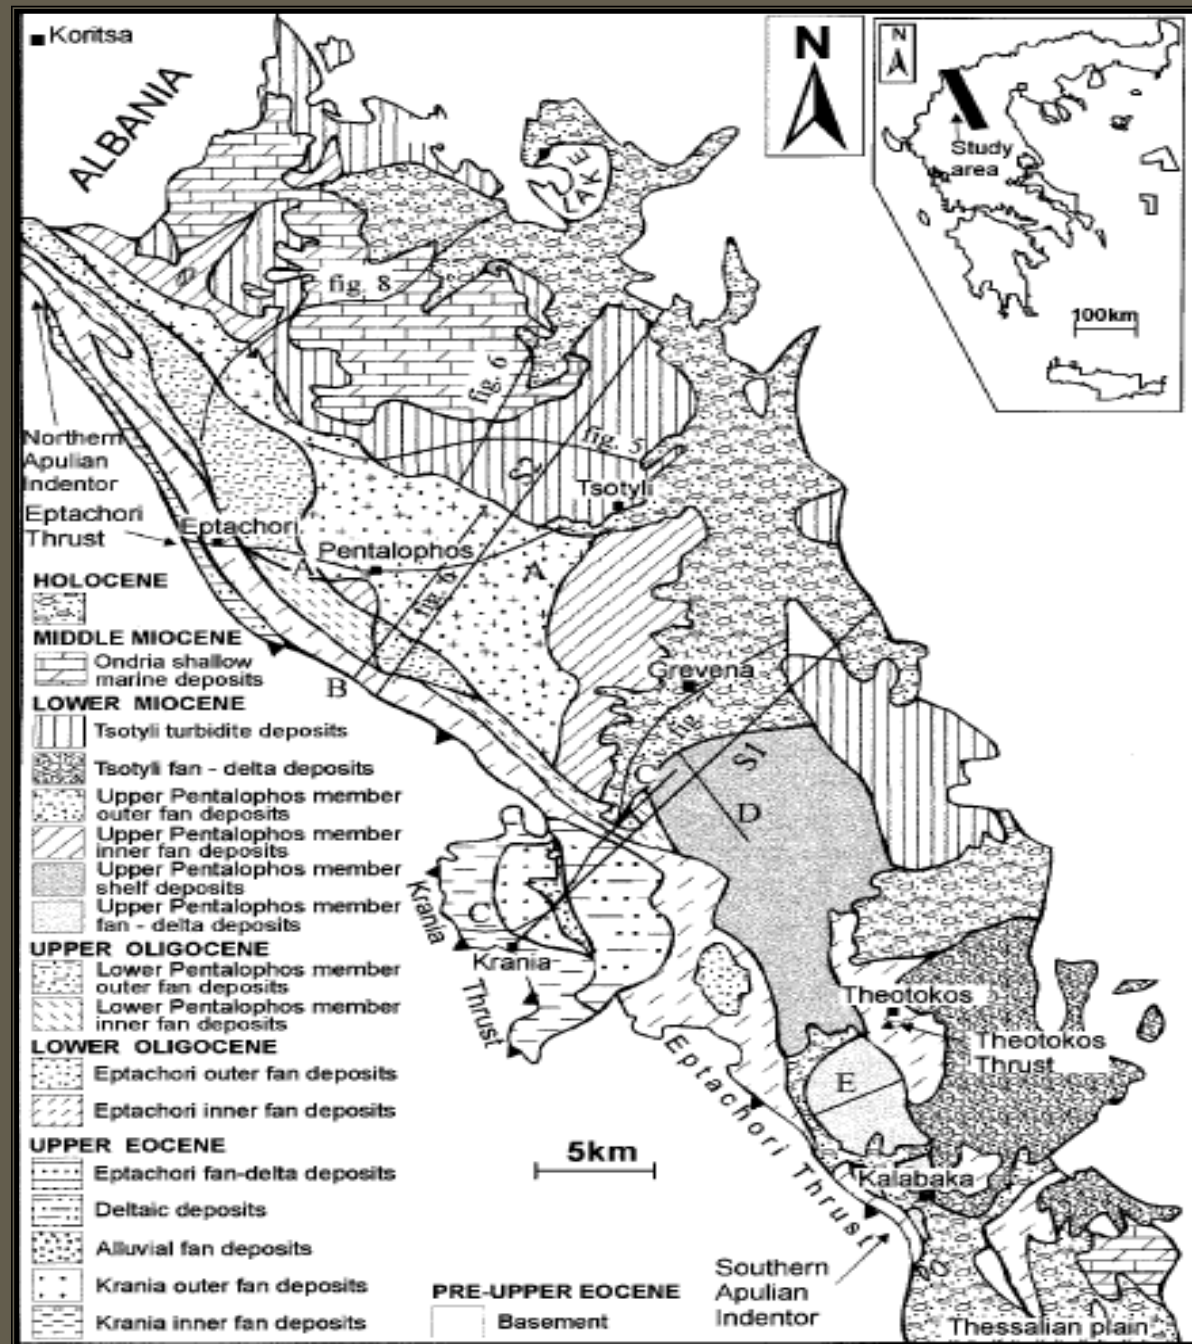 Koritsa
ALBANIA
N
N
Study
area
100km
LAKE
fig. 8
fig. 6
fig. 5
S2
Northern
Apulian
Indentor
Tsotyli
Eptachori
Thrust
Eptachori
Pentalophos
A
A
fig. 6
B
Grevena
fig.
S1
C
D
HOLOCENE
MIDDLE MIOCENE
Ondria shallow
marine deposits
LOWER MIOCENE
Tsotyli turbidite deposits
Tsotyli fan - delta deposits
Upper Pentalophos member
outer fan deposits
Upper Pentalophos member
inner fan deposits
Upper Pentalophos member
shelf deposits
Upper Pentalophos member
fan - delta deposits
UPPER OLIGOCENE
Lower Pentalophos member
outer fan deposits
Lower Pentalophos member
inner fan deposits
LOWER OLIGOCENE
Eptachori outer fan deposits
Eptachori inner fan deposits
UPPER EOCENE
Eptachori fan-delta deposits
Deltaic deposits
Alluvial fan deposits
Krania outer fan deposits
Krania inner fan deposits
PRE-UPPER EOCENE
Basement
Krania
Thrust
C
Krania
Theotokos
Theotokos
Thrust
E
Eptachori Thrust
5km
Kalabaka
Southern
Apulian
Indentor
Thessalian plain